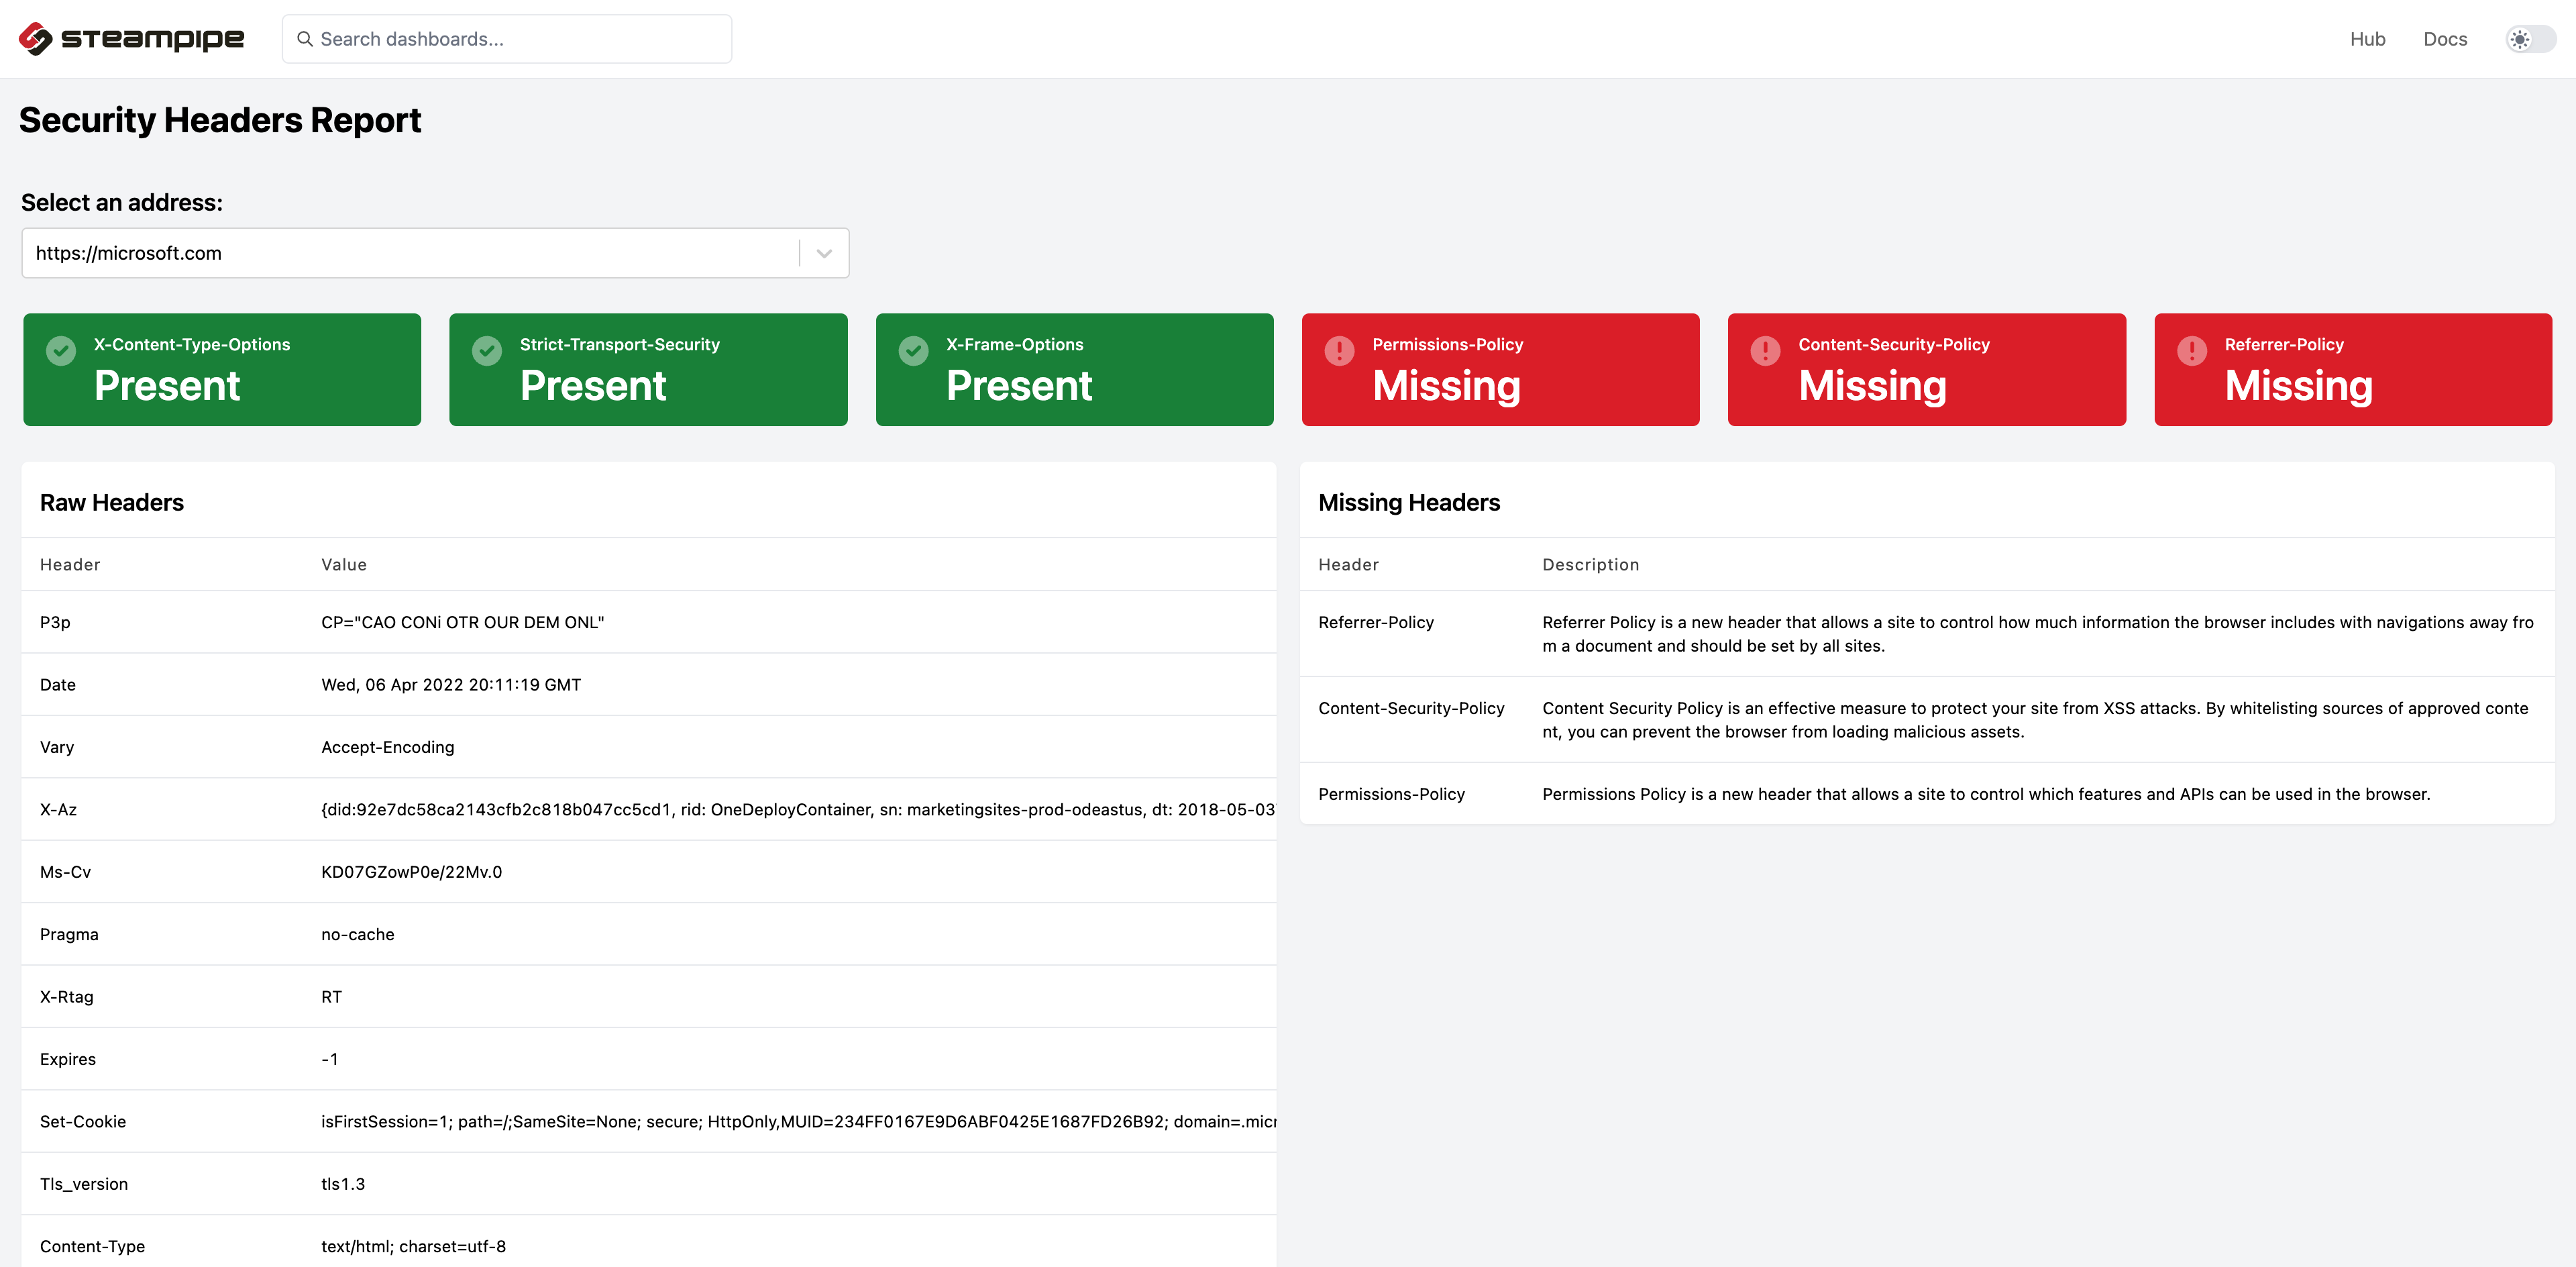 steampipe
Search dashboards...
Hub
Docs
Security Headers Report
Select an address:
https://microsoft.com
X-Content-Type-Options
Present
Strict-Transport-Security
Present
X-Frame-Options
Present
Permissions-Policy
Missing
Content-Security-Policy
Missing
Referrer-Policy
Missing
Raw Headers
Header Value
P3p CP="CAO CONi OTR OUR DEM ONL"
Date Wed, 06 Apr 2022 20:11:19 GMT
Vary Accept-Encoding
X-Az {did:92e7dc58ca2143cfb2c818b047cc5cd1, rid: OneDeployContainer, sn: marketingsites-prod-odeastus, dt: 2018-05-03
Ms-Cv KD07GZowP0e/22Mv.0
Pragma no-cache
X-Rtag RT
Expires -1
Set-Cookie isFirstSession=1; path=/;SameSite=None; secure; HttpOnly,MUID=234FF0167E9D6ABF0425E1687FD26B92; domain=.micr
Tls_version tls1.3
Content-Type text/html; charset=utf-8
Missing Headers
Header Description
Referrer-Policy Referrer Policy is a new header that allows a site to control how much information the browser includes with navigations away fro
m a document and should be set by all sites.
Content-Security-Policy Content Security Policy is an effective measure to protect your site from XSS attacks. By whitelisting sources of approved conte
nt, you can prevent the browser from loading malicious assets.
Permissions-Policy Permissions Policy is a new header that allows a site to control which features and APIs can be used in the browser.